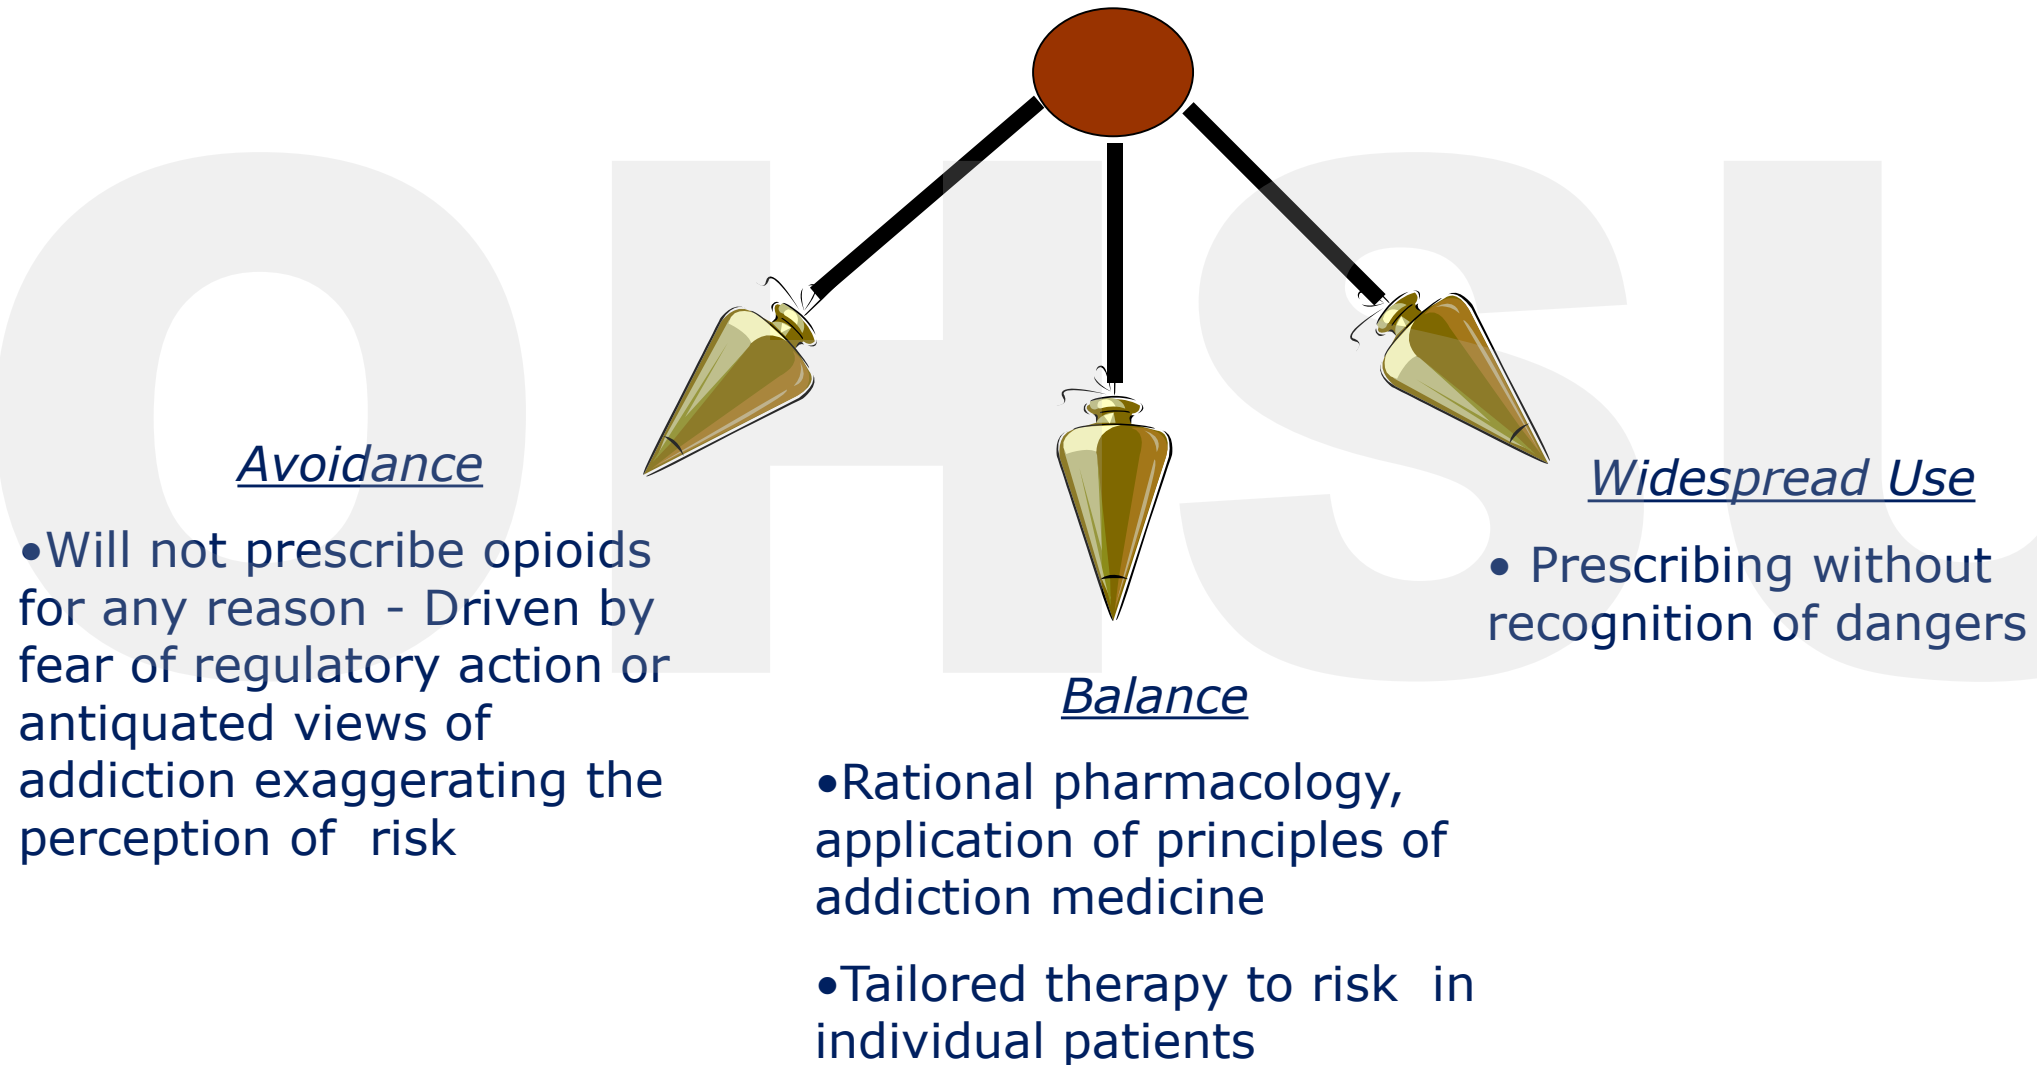 OHSU
Avoidance
•Will not prescribe opioids
for any reason - Driven by
fear of regulatory action or
antiquated views of
addiction exaggerating the
perception of  risk
Balance
•Rational pharmacology,
application of principles of
addiction medicine
•Tailored therapy to risk  in
individual patients
Widespread Use
• Prescribing without
recognition of dangers